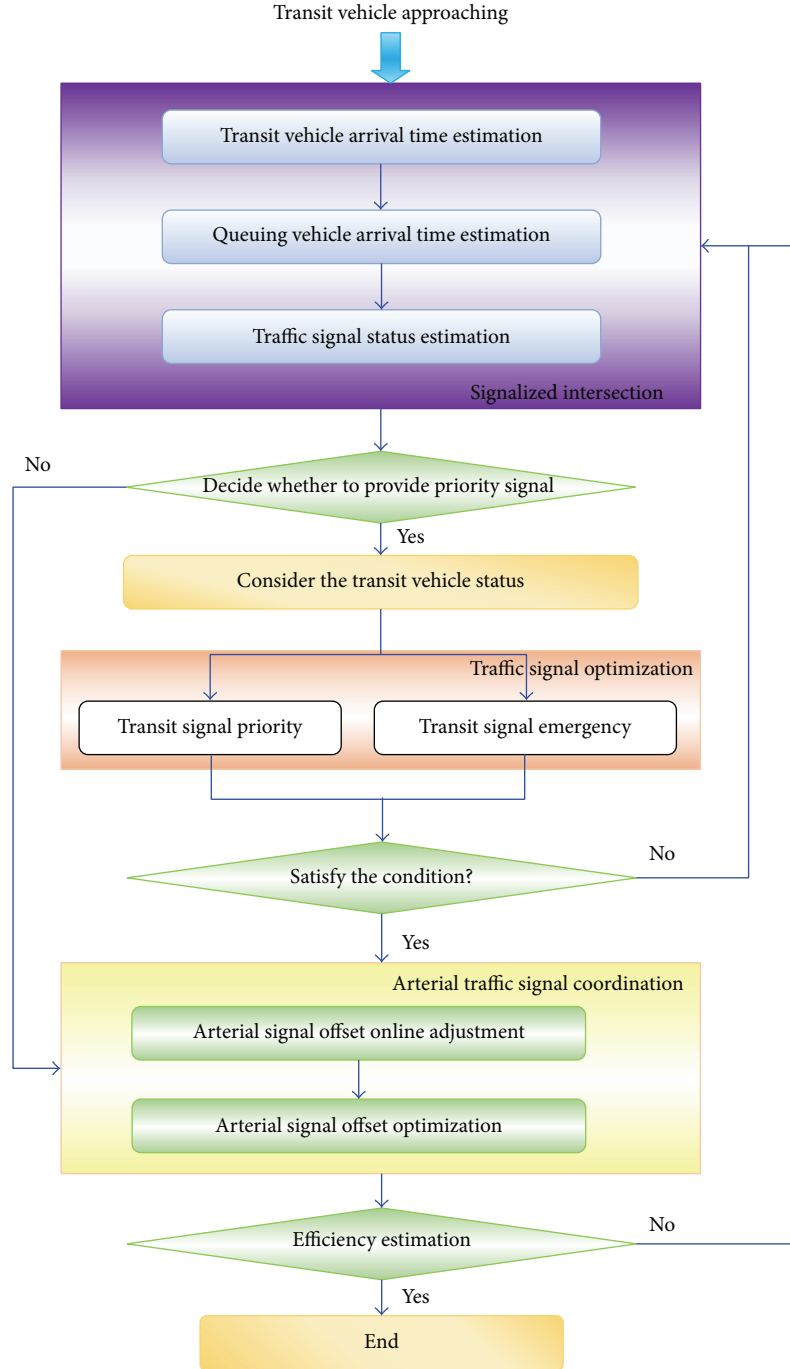 Transit vehicle approaching
Transit vehicle arrival time estimation
Queuing vehicle arrival time estimation
Traffic signal status estimation
Signalized intersection
No
Decide whether to provide priority signal
Yes
Consider the transit vehicle status
Traffic signal optimization
Transit signal priority
Transit signal emergency
No
Satisfy the condition?
Yes
Arterial traffic signal coordination
Arterial signal offset online adjustment
Arterial signal offset optimization
No
Efficiency estimation
Yes
End